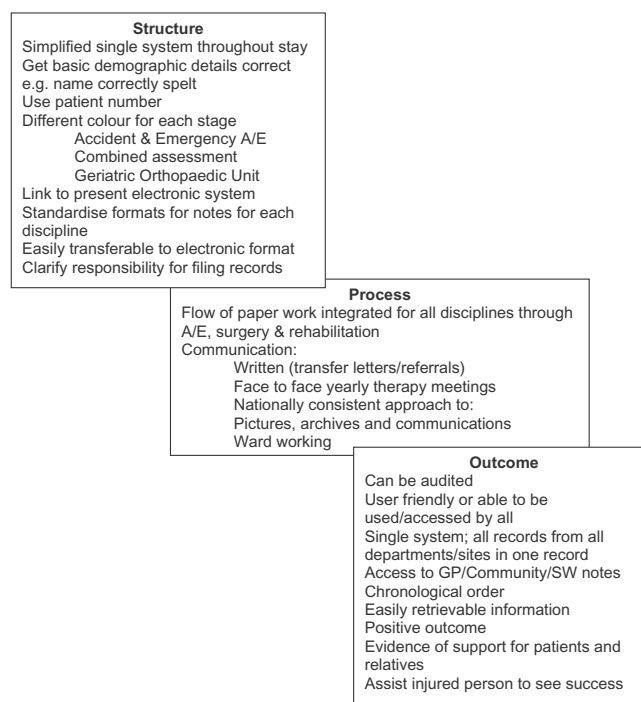 Structure
Simplified single system throughout stay
Get basic demographic details correct
e.g. name correctly spelt
Use patient number
Different colour for each stage
Accident & Emergency A/E
Combined assessment
Geriatric Orthopaedic Unit
Link to present electronic system
Standardise formats for notes for each
discipline
Easily transferable to electronic format
Clarify responsibility for filing records
Process
Flow of paper work integrated for all disciplines through
A/E, surgery & rehabilitation
Communication:
Written (transfer letters/referrals)
Face to face yearly therapy meetings
Nationally consistent approach to:
Pictures, archives and communications
Ward working
Outcome
Can be audited
User friendly or able to be
used/accessed by all
Single system; all records from all
departments/sites in one record
Access to GP/Community/SW notes
Chronological order
Easily retrievable information
Positive outcome
Evidence of support for patients and
relatives
Assist injured person to see success